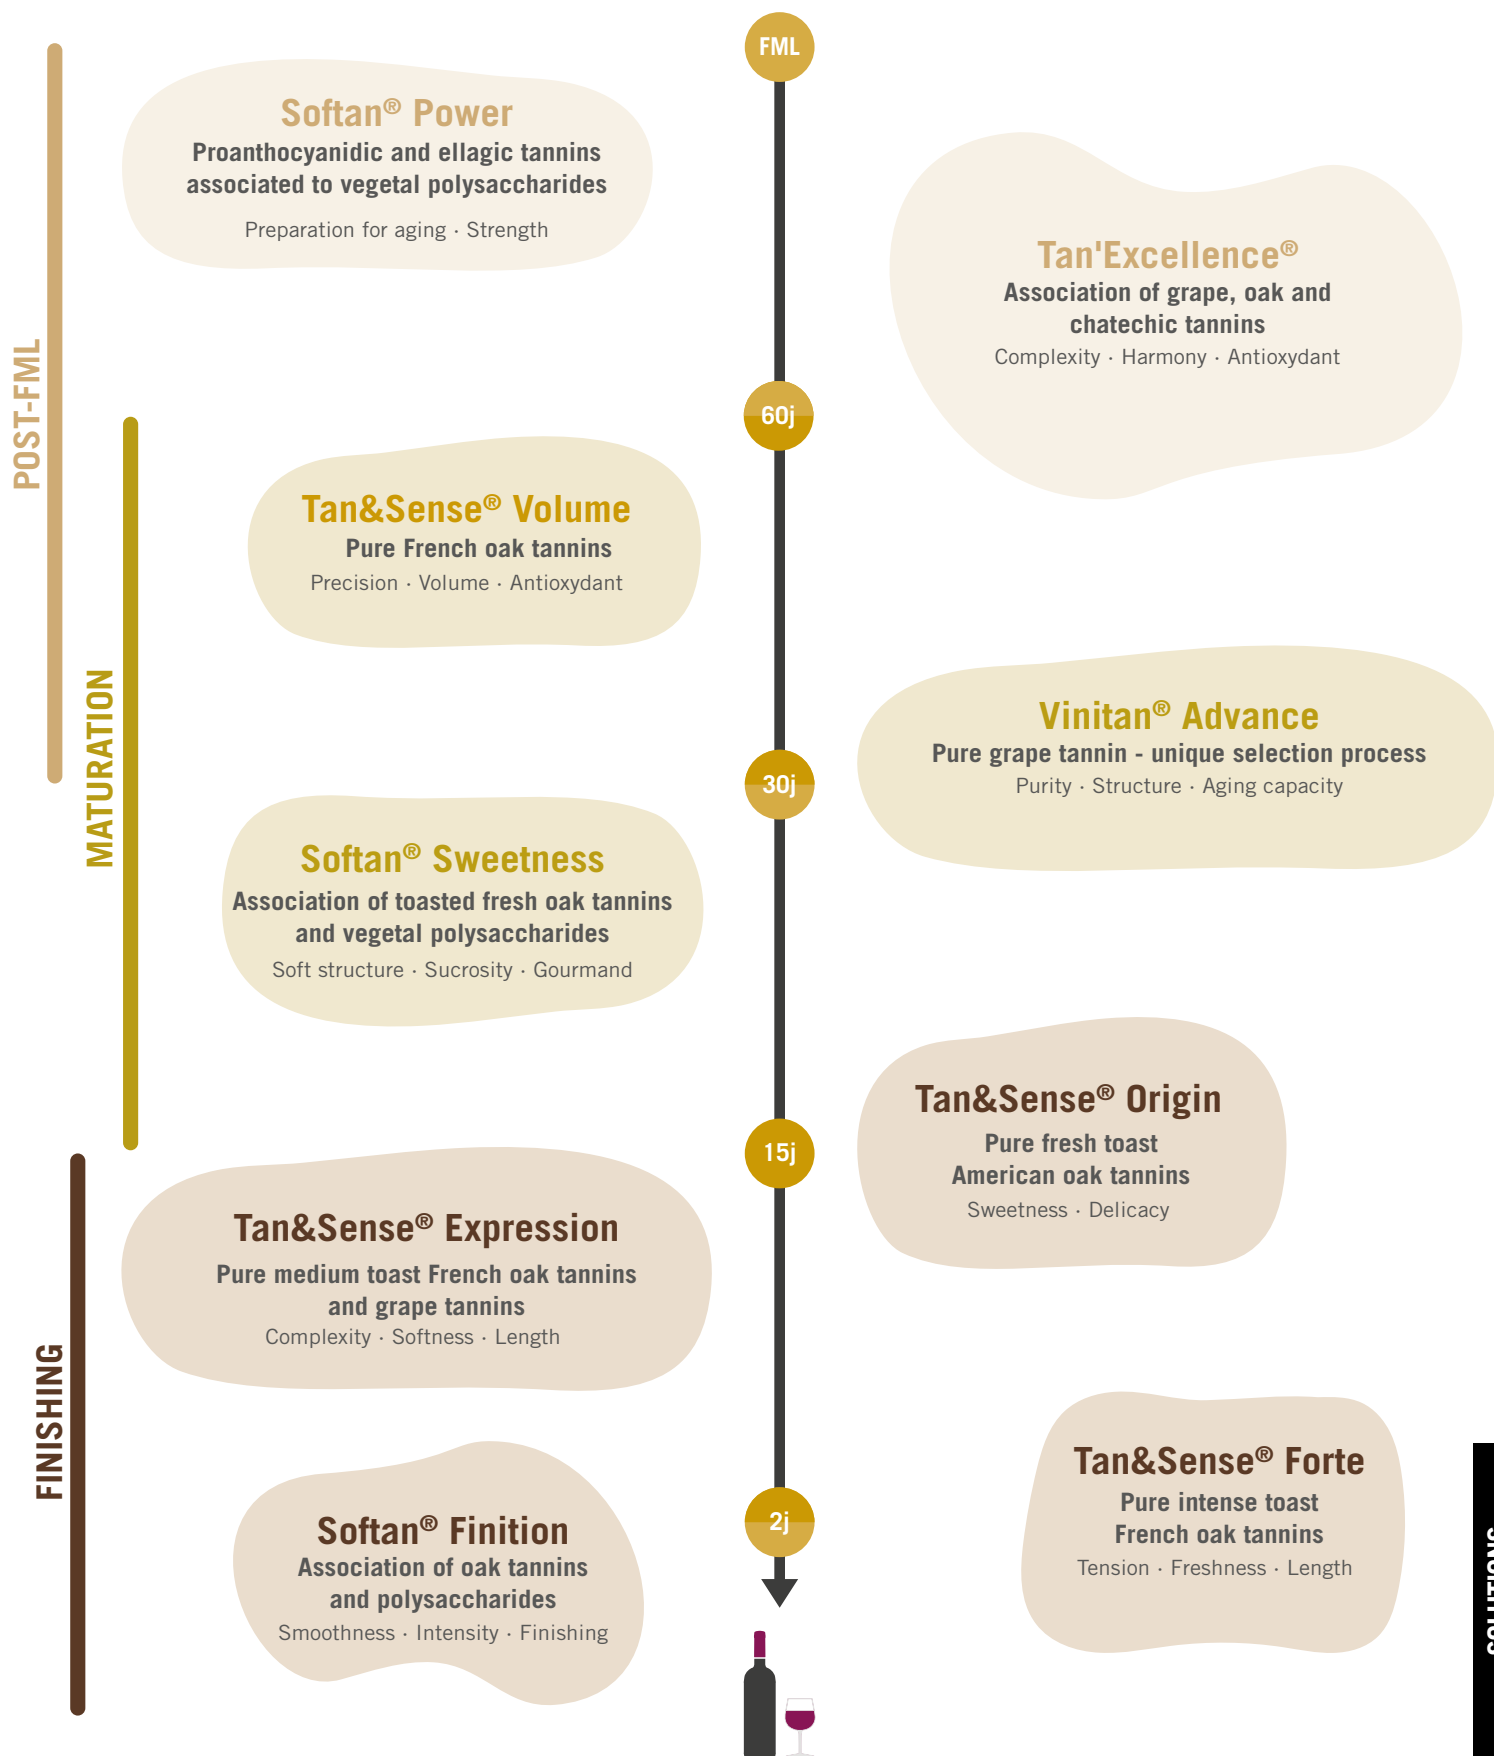 FML
Softan® Power
Proanthocyanidic and ellagic tannins
associated to vegetal polysaccharides
Preparation for aging · Strength
Tan'Excellence®
Association of grape, oak and
chatechic tannins
Complexity · Harmony · Antioxydant
POST-FML
60j
Tan&Sense® Volume
Pure French oak tannins
Precision · Volume · Antioxydant
Vinitan® Advance
Pure grape tannin - unique selection process
Purity · Structure · Aging capacity
MATURATION
30j
Softan® Sweetness
Association of toasted fresh oak tannins
and vegetal polysaccharides
Soft structure · Sucrosity · Gourmand
Tan&Sense® Origin
Pure fresh toast
American oak tannins
Sweetness · Delicacy
15j
Tan&Sense® Expression
Pure medium toast French oak tannins
and grape tannins
Complexity · Softness · Length
FINISHING
Tan&Sense® Forte
Pure intense toast
French oak tannins
Tension · Freshness · Length
2j
Softan® Finition
Association of oak tannins
and polysaccharides
Smoothness · Intensity · Finishing
SOLUTIONS